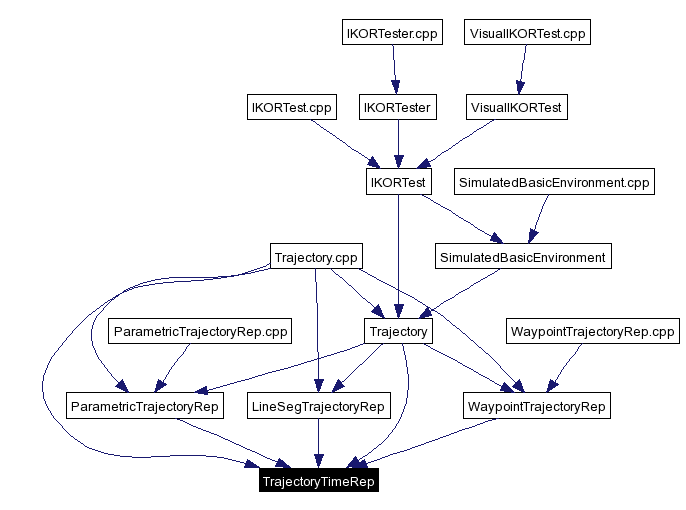 IKORTester.cpp
VisualIKORTest.cpp
IKORTest.cpp
IKORTester
VisualIKORTest
IKORTest
SimulatedBasicEnvironment.cpp
Trajectory.cpp
SimulatedBasicEnvironment
ParametricTrajectoryRep.cpp
Trajectory
WaypointTrajectoryRep.cpp
ParametricTrajectoryRep
LineSegTrajectoryRep
WaypointTrajectoryRep
TrajectoryTimeRep